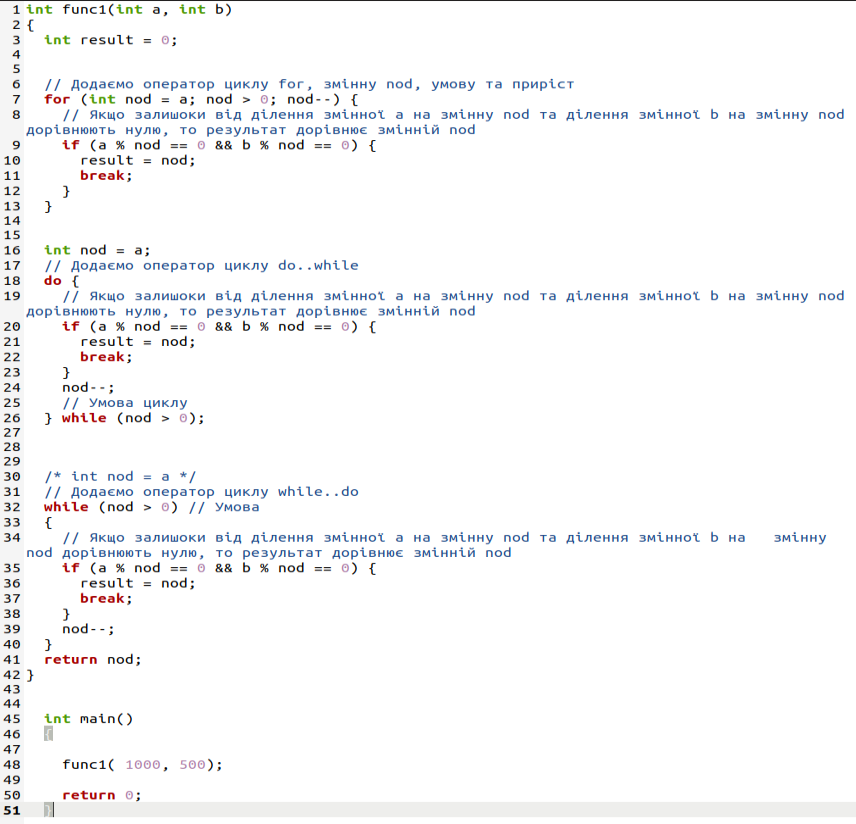 1 int func1(int a, int b)
2 {
3 int result = 0;
4
5
6 // Додаємо оператор циклу for, змінну nod, умову та приріст
7 for (int nod = a; nod > 0; nod--) {
8 // Якщо залишоки від ділення змінної a на змінну nod та ділення змінної b на змінну nod
дорівнюють нулю, то результат дорівнює змінній nod
9 if (a % nod == 0 && b % nod == 0) {
10 result = nod;
11 break;
12 }
13 }
14
15
16 int nod = a;
17 // Додаємо оператор циклу do..while
18 do {
19 // Якщо залишоки від ділення змінної a на змінну nod та ділення змінної b на змінну nod
дорівнюють нулю, то результат дорівнює змінній nod
20 if (a % nod == 0 && b % nod == 0) {
21 result = nod;
22 break;
23 }
24 nod--;
25 // Умова циклу
26 } while (nod > 0);
27
28
29
30 /* int nod = a */
31 // Додаємо оператор циклу while..do
32 while (nod > 0) // Умова
33 {
34 // Якщо залишоки від ділення змінної a на змінну nod та ділення змінної b на змінну
nod дорівнюють нулю, то результат дорівнює змінній nod
35 if (a % nod == 0 && b % nod == 0) {
36 result = nod;
37 break;
38 }
39 nod--;
40 }
41 return nod;
42 }
43
44
45 int main()
46 {
47
48 func1( 1000, 500);
49
50 return 0;
51 }